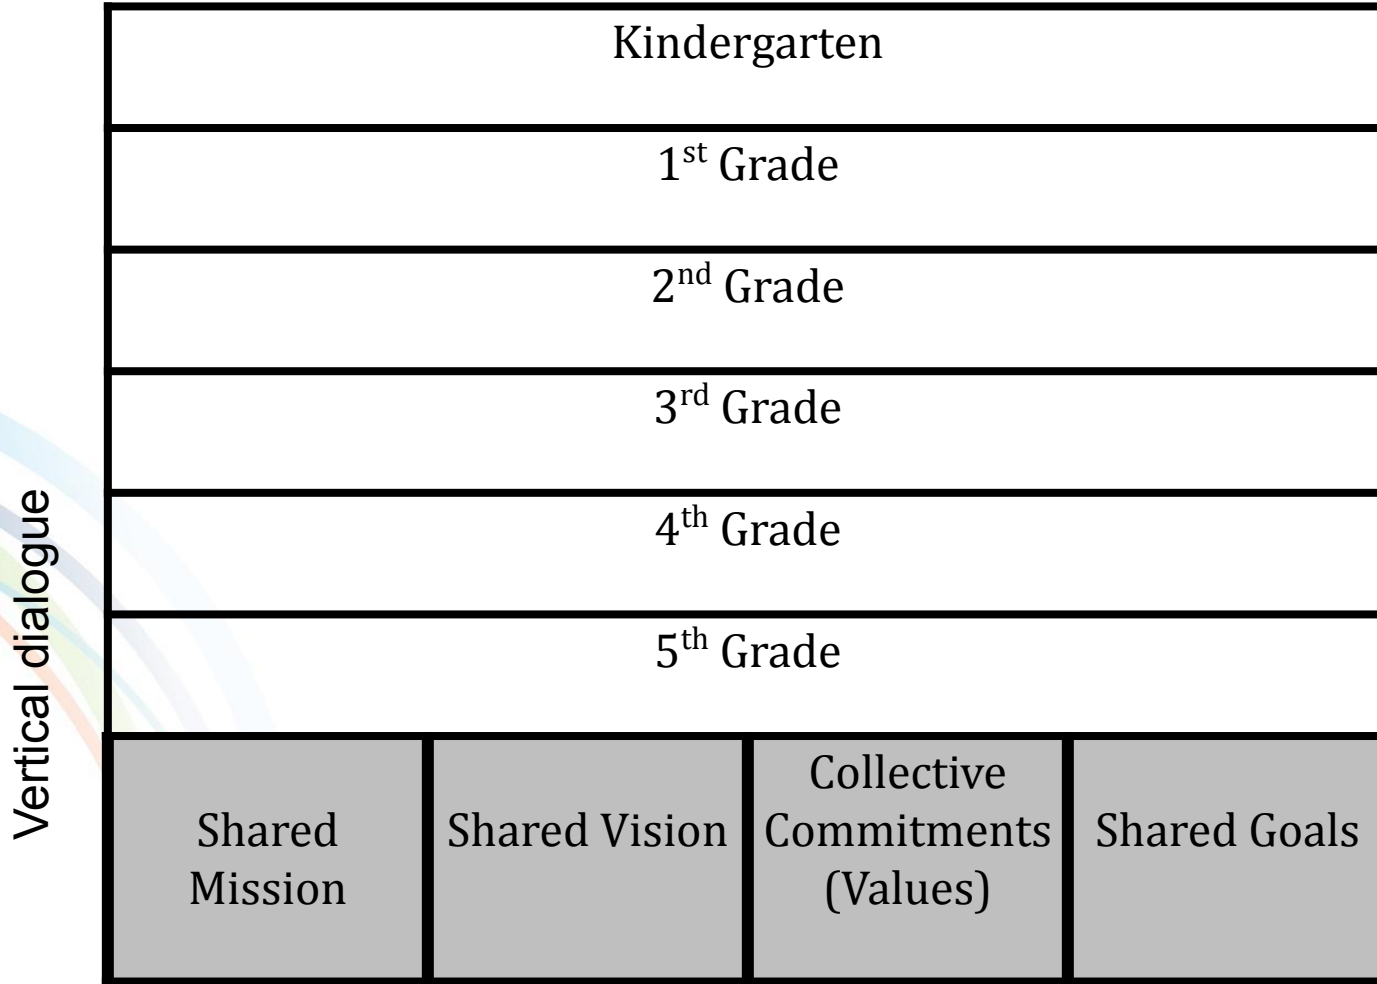 Kindergarten
1st Grade
2nd Grade
3rd Grade
4th Grade
5th Grade
Vertical dialogue
Shared
Mission
Shared Vision
Collective
Commitments
(Values)
Shared Goals